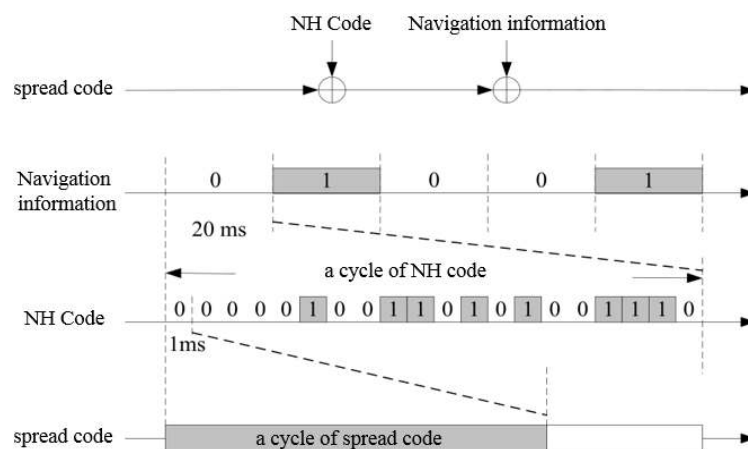 NH Code Navigation information
spread code
Navigation
information
0 1 0 0 1
20 ms
a cycle of NH code
NH Code
0 0 0 0 0 1 0 0 1 1 0 1 0 1 0 0 1 1 1 0
1ms
spread code
a cycle of spread code